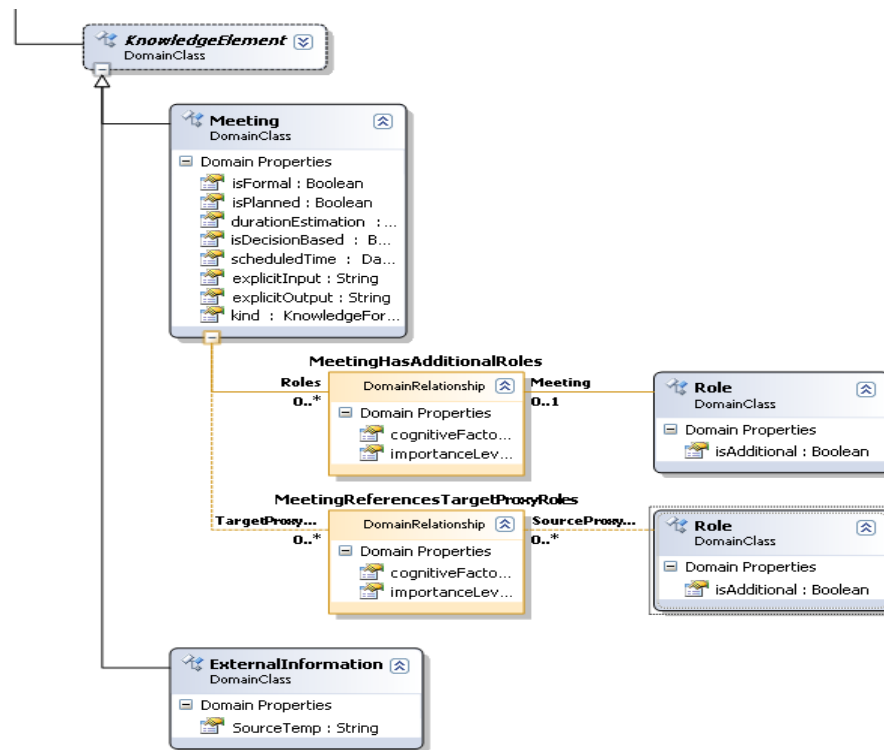 KnowledgeElement
DomainClass
Meeting
DomainClass
Domain Properties
isFormal : Boolean
isPlanned : Boolean
durationEstimation : ...
isDecisionBased : B...
scheduledTime : Da...
explicitInput : String
explicitOutput : String
kind : KnowledgeFor...
MeetingHasAdditionalRoles
Roles DomainRelationship Meeting
0..* 0..1
Domain Properties
cognitiveFacto...
importanceLev...
Role
DomainClass
Domain Properties
isAdditional : Boolean
MeetingReferencesTargetProxyRoles
TargetProxy... DomainRelationship SourceProxy...
0..* 0..*
Domain Properties
cognitiveFacto...
importanceLev...
Role
DomainClass
Domain Properties
isAdditional : Boolean
ExternalInformation
DomainClass
Domain Properties
SourceTemp : String